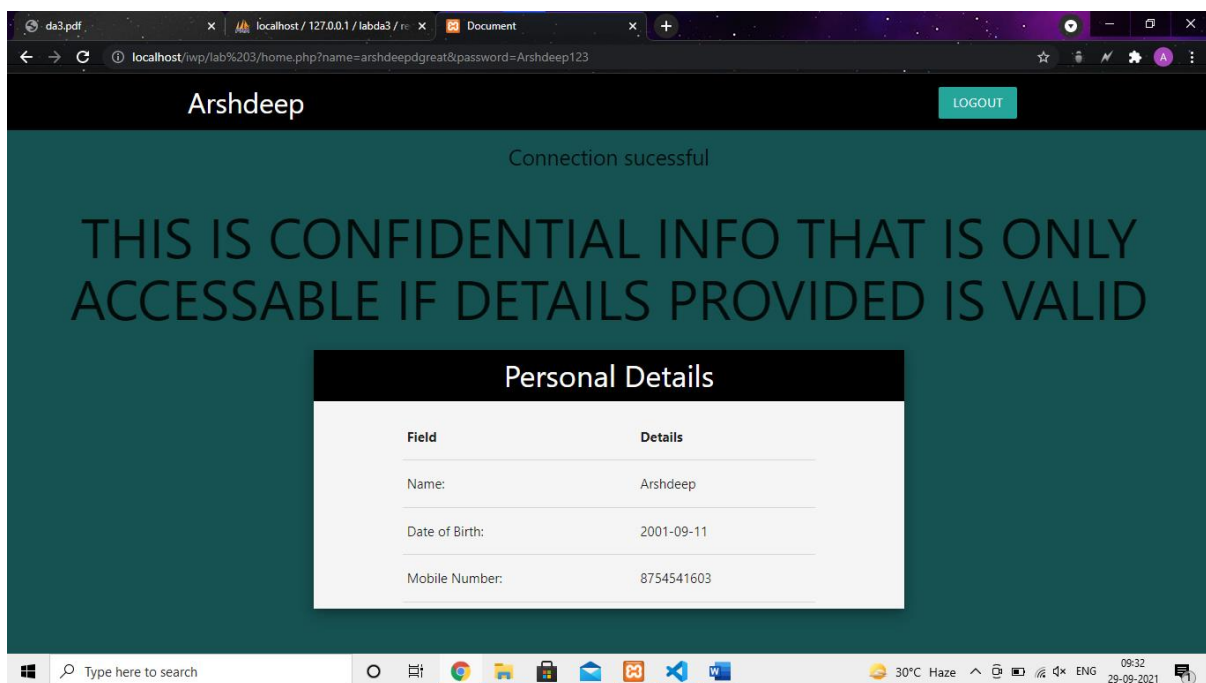 da3.pdf
localhost / 127.0.0.1 / labda3 / re
Document
localhost/iwp/lab%203/home.php?name=arshdeepdgreat&password=Arshdeep123
A
Arshdeep
LOGOUT
Connection sucessful
THIS IS CONFIDENTIAL INFO THAT IS ONLY
ACCESSABLE IF DETAILS PROVIDED IS VALID
Personal Details
Field Details
Name: Arshdeep
Date of Birth: 2001-09-11
Mobile Number: 8754541603
Type here to search
30°C Haze
ENG
09:32
29-09-2021
1